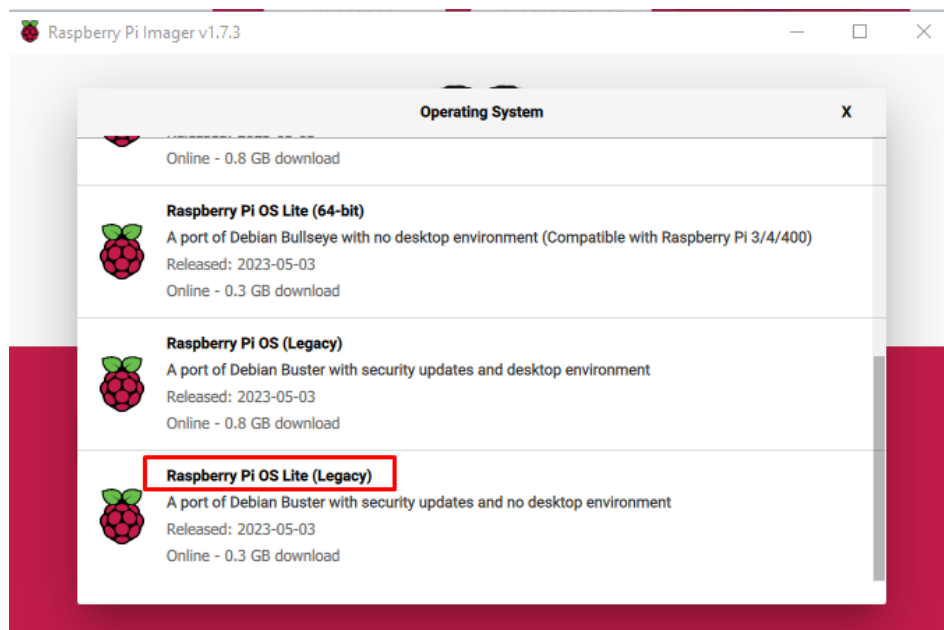 Raspberry Pi Imager v1.7.3
Operating System
X
Online - 0.8 GB download
Raspberry Pi OS Lite (64-bit)
A port of Debian Bullseye with no desktop environment (Compatible with Raspberry Pi 3/4/400)
Released: 2023-05-03
Online - 0.3 GB download
Raspberry Pi OS (Legacy)
A port of Debian Buster with security updates and desktop environment
Released: 2023-05-03
Online - 0.8 GB download
Raspberry Pi OS Lite (Legacy)
A port of Debian Buster with security updates and no desktop environment
Released: 2023-05-03
Online - 0.3 GB download